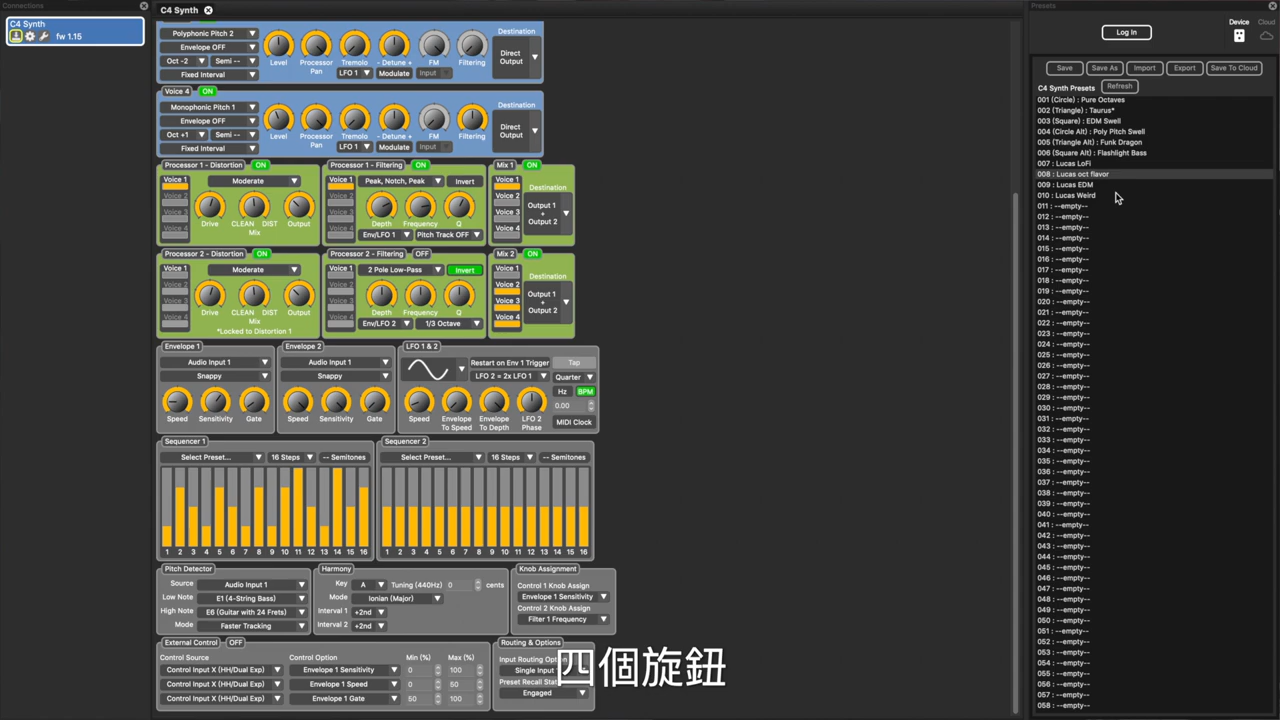 Connections
C4 Synth
fw 1.15
C4 Synth
Polyphonic Pitch 2
Envelope OFF
Oct -2 Semi --
Fixed Interval
Level Processor Pan Tremolo - Detune + FM Filtering
LFO 1 Modulate Input
Destination
Direct Output
Voice 4 ON
Monophonic Pitch 1
Envelope OFF
Oct +1 Semi --
Fixed Interval
Level Processor Pan Tremolo - Detune + FM Filtering
LFO 1 Modulate Input
Destination
Direct Output
Processor 1 - Distortion ON
Voice 1
Voice 2
Voice 3
Voice 4
Moderate
Drive CLEAN DIST Output
Mix
Processor 1 - Filtering ON
Peak, Notch, Peak Invert
Depth Frequency Q
Env/LFO 1 Pitch Track OFF
Mix 1 ON
Voice 1
Voice 2
Voice 3
Voice 4
Destination
Output 1
+
Output 2
Processor 2 - Distortion ON
Voice 1
Voice 2
Voice 3
Voice 4
Moderate
Drive CLEAN DIST Output
Mix
*Locked to Distortion 1
Processor 2 - Filtering OFF
2 Pole Low-Pass Invert
Depth Frequency Q
Env/LFO 2 1/3 Octave
Mix 2 ON
Voice 1
Voice 2
Voice 3
Voice 4
Destination
Output 1
+
Output 2
Envelope 1
Audio Input 1
Snappy
Speed Sensitivity Gate
Envelope 2
Audio Input 1
Snappy
Speed Sensitivity Gate
LFO 1 & 2
Restart on Env 1 Trigger Tap
LFO 2 = 2x LFO 1 Quarter
Hz BPM
0.00
Speed Envelope To Speed Envelope To Depth LFO 2 Phase
MIDI Clock
Sequencer 1
Select Preset... 16 Steps -- Semitones
1 2 3 4 5 6 7 8 9 10 11 12 13 14 15 16
Sequencer 2
Select Preset... 16 Steps -- Semitones
1 2 3 4 5 6 7 8 9 10 11 12 13 14 15 16
Pitch Detector
Source Audio Input 1
Low Note E1 (4-String Bass)
High Note E6 (Guitar with 24 Frets)
Mode Faster Tracking
Harmony
Key A Tuning (440Hz) 0 cents
Mode Ionian (Major)
Interval 1 +2nd
Interval 2 +2nd
Knob Assignment
Control 1 Knob Assign
Envelope 1 Sensitivity
Control 2 Knob Assign
Filter 1 Frequency
External Control OFF
Control Source Control Option Min (%) Max (%)
Control Input X (HH/Dual Exp) Envelope 1 Sensitivity 0 100
Control Input X (HH/Dual Exp) Envelope 1 Speed 0 50
Control Input X (HH/Dual Exp) Envelope 1 Gate 50 100
Routing & Options
Input Routing
Single Input
Preset Recall
Engaged
四個旋鈕
Presets
Log In
Device Cloud
Save Save As Import Export Save To Cloud
C4 Synth Presets Refresh
001 (Circle) : Pure Octaves
002 (Triangle) : Taurus*
003 (Square) : EDM Swell
004 (Circle Alt) : Poly Pitch Swell
005 (Triangle Alt) : Funk Dragon
006 (Square Alt) : Flashlight Bass
007 : Lucas LoFi
008 : Lucas oct flavor
009 : Lucas EDM
010 : Lucas Weird
011 : --empty--
012 : --empty--
013 : --empty--
014 : --empty--
015 : --empty--
016 : --empty--
017 : --empty--
018 : --empty--
019 : --empty--
020 : --empty--
021 : --empty--
022 : --empty--
023 : --empty--
024 : --empty--
025 : --empty--
026 : --empty--
027 : --empty--
028 : --empty--
029 : --empty--
030 : --empty--
031 : --empty--
032 : --empty--
033 : --empty--
034 : --empty--
035 : --empty--
036 : --empty--
037 : --empty--
038 : --empty--
039 : --empty--
040 : --empty--
041 : --empty--
042 : --empty--
043 : --empty--
044 : --empty--
045 : --empty--
046 : --empty--
047 : --empty--
048 : --empty--
049 : --empty--
050 : --empty--
051 : --empty--
052 : --empty--
053 : --empty--
054 : --empty--
055 : --empty--
056 : --empty--
057 : --empty--
058 : --empty--